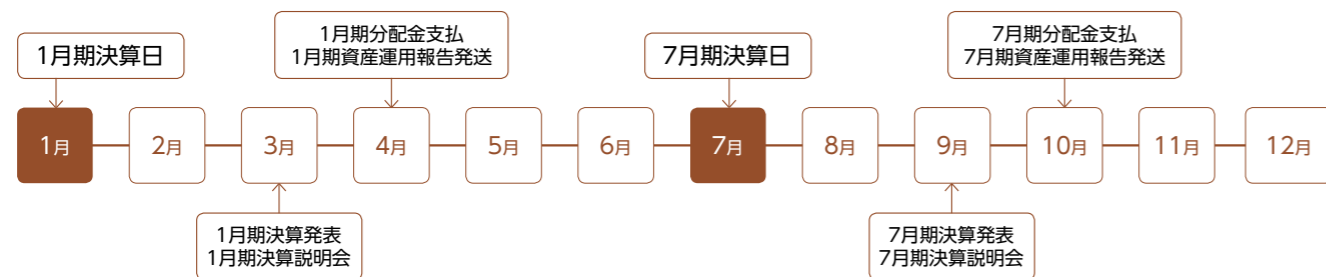 1月期決算日
1月期分配金支払
1月期資産運用報告発送
7月期決算日
7月期分配金支払
7月期資産運用報告発送
1月
2月
3月
4月
5月
6月
7月
8月
9月
10月
11月
12月
1月期決算発表
1月期決算説明会
7月期決算発表
7月期決算説明会